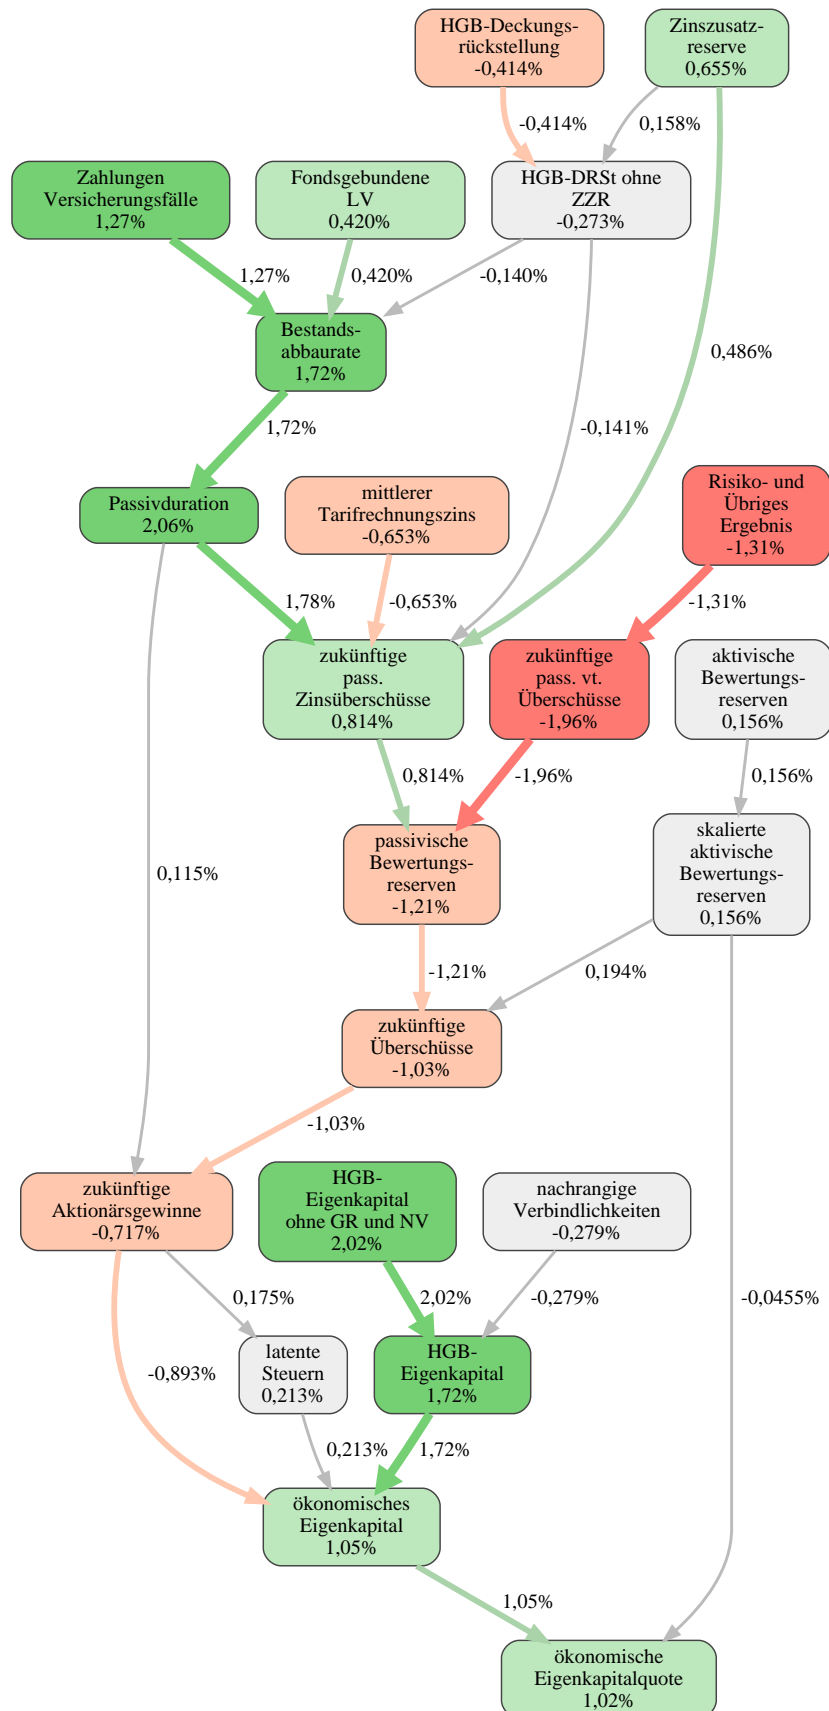 HGB-Deckungs-
rückstellung
-0,414%
Zinszusatz-
reserve
0,655%
-0,414%
0,158%
Zahlungen
Versicherungsfälle
1,27%
Fondsgebundene
LV
0,420%
HGB-DRSt ohne
ZZR
-0,273%
1,27%
0,420%
-0,140%
Bestands-
abbaurate
1,72%
0,486%
1,72%
-0,141%
Passivduration
2,06%
mittlerer
Tarifrechnungszins
-0,653%
Risiko- und
Übriges
Ergebnis
-1,31%
1,78%
-0,653%
-1,31%
zukünftige
pass.
Zinsüberschüsse
0,814%
zukünftige
pass. vt.
Überschüsse
-1,96%
aktivische
Bewertungs-
reserven
0,156%
0,814%
-1,96%
0,156%
passivische
Bewertungs-
reserven
-1,21%
skalierte
aktivische
Bewertungs-
reserven
0,156%
0,115%
-1,21%
0,194%
zukünftige
Überschüsse
-1,03%
-1,03%
zukünftige
Aktionärsgewinne
-0,717%
HGB-
Eigenkapital
ohne GR und NV
2,02%
nachrangige
Verbindlichkeiten
-0,279%
0,175%
2,02%
-0,279%
-0,0455%
-0,893%
latente
Steuern
0,213%
HGB-
Eigenkapital
1,72%
0,213%
1,72%
ökonomisches
Eigenkapital
1,05%
1,05%
ökonomische
Eigenkapitalquote
1,02%